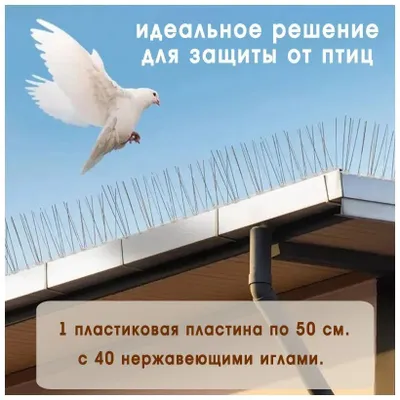 идеальное решение
для защиты от птиц
1 пластиковая пластина по 50 см.
с 40 нержавеющими иглами.